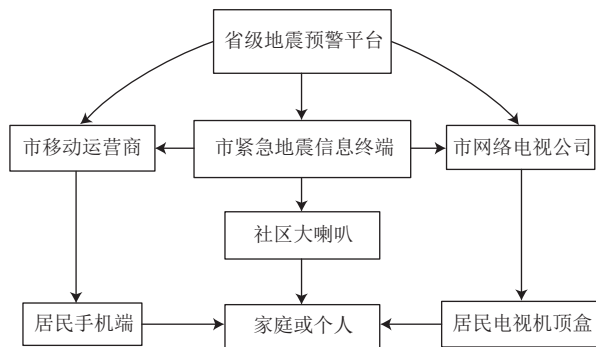 省级地震预警平台
市移动运营商
市紧急地震信息终端
市网络电视公司
社区大喇叭
居民手机端
家庭或个人
居民电视机顶盒